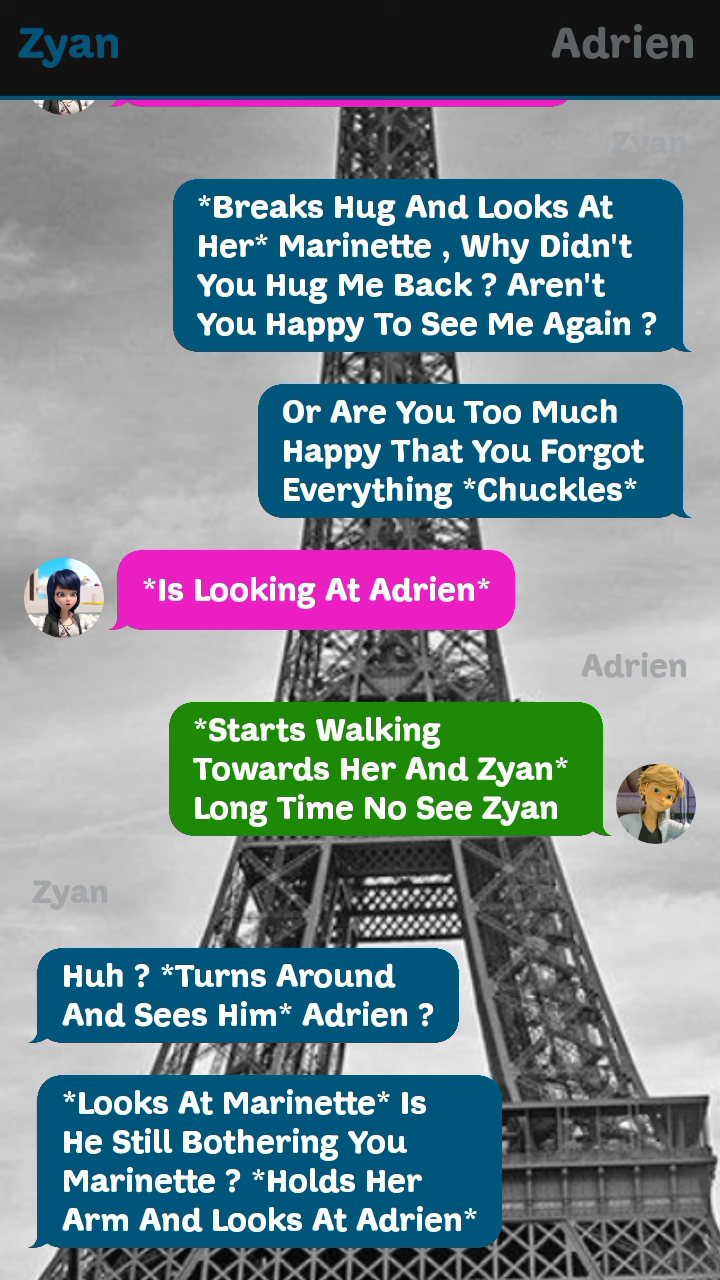 Zyan
Adrien
Zyan
*Breaks Hug And Looks At
Her* Marinette , Why Didn't
You Hug Me Back ? Aren't
You Happy To See Me Again ?
Or Are You Too Much
Happy That You Forgot
Everything *Chuckles*
*Is Looking At Adrien*
Adrien
*Starts Walking
Towards Her And Zyan*
Long Time No See Zyan
Zyan
Huh ? *Turns Around
And Sees Him* Adrien ?
*Looks At Marinette* Is
He Still Bothering You
Marinette ? *Holds Her
Arm And Looks At Adrien*